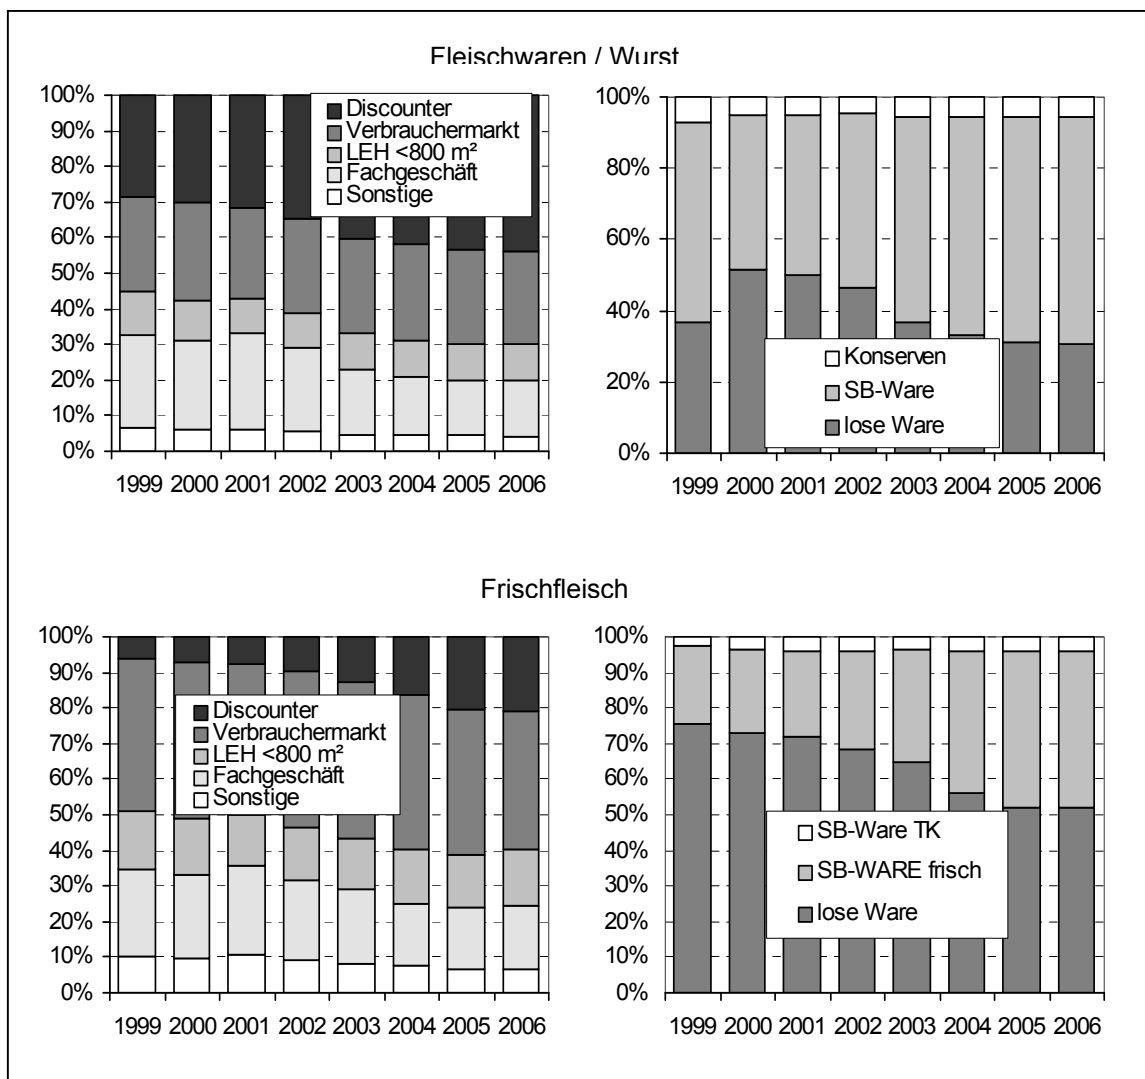 Fleischwaren / Wurst
100%
90%
80%
70%
60%
50%
40%
30%
20%
10%
0%
Discounter
Verbrauchermarkt
LEH <800 m²
Fachgeschäft
Sonstige
1999 2000 2001 2002 2003 2004 2005 2006
100%
80%
60%
40%
20%
0%
Konserven
SB-Ware
lose Ware
1999 2000 2001 2002 2003 2004 2005 2006
Frischfleisch
100%
90%
80%
70%
60%
50%
40%
30%
20%
10%
0%
Discounter
Verbrauchermarkt
LEH <800 m²
Fachgeschäft
Sonstige
1999 2000 2001 2002 2003 2004 2005 2006
100%
90%
80%
70%
60%
50%
40%
30%
20%
10%
0%
SB-Ware TK
SB-WARE frisch
lose Ware
1999 2000 2001 2002 2003 2004 2005 2006